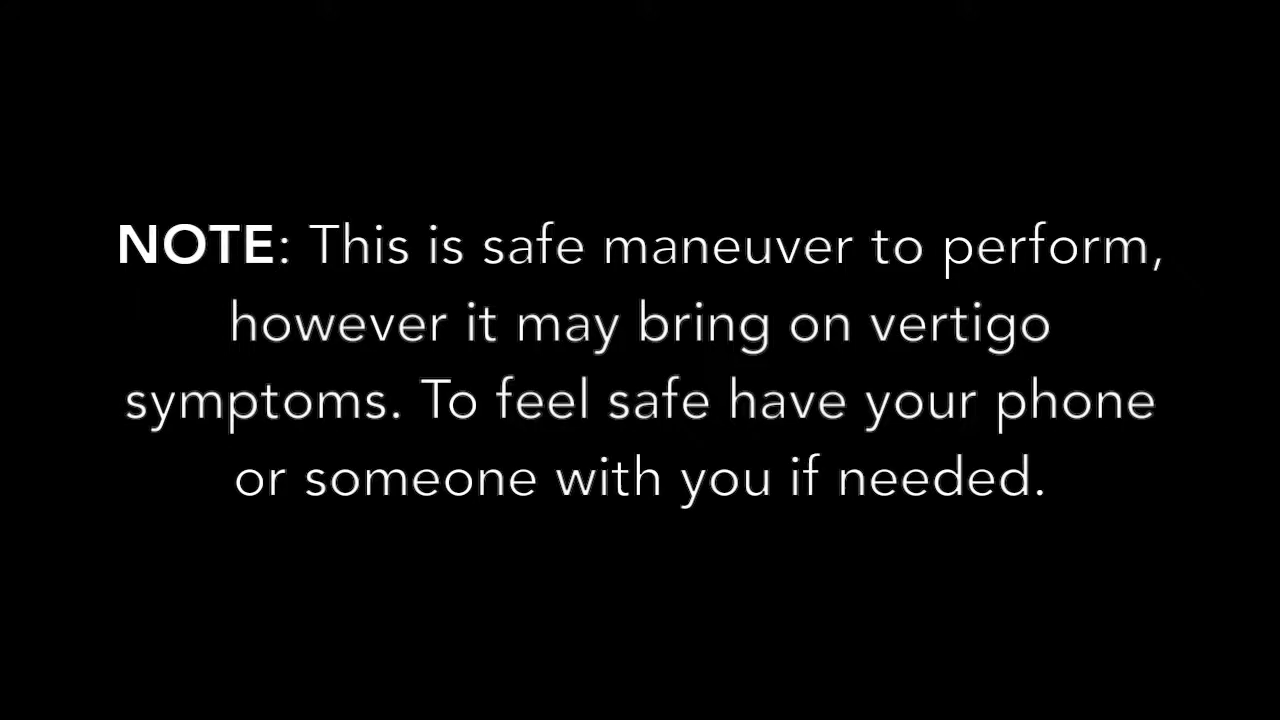 NOTE: This is safe maneuver to perform,
however it may bring on vertigo
symptoms. To feel safe have your phone
or someone with you if needed.